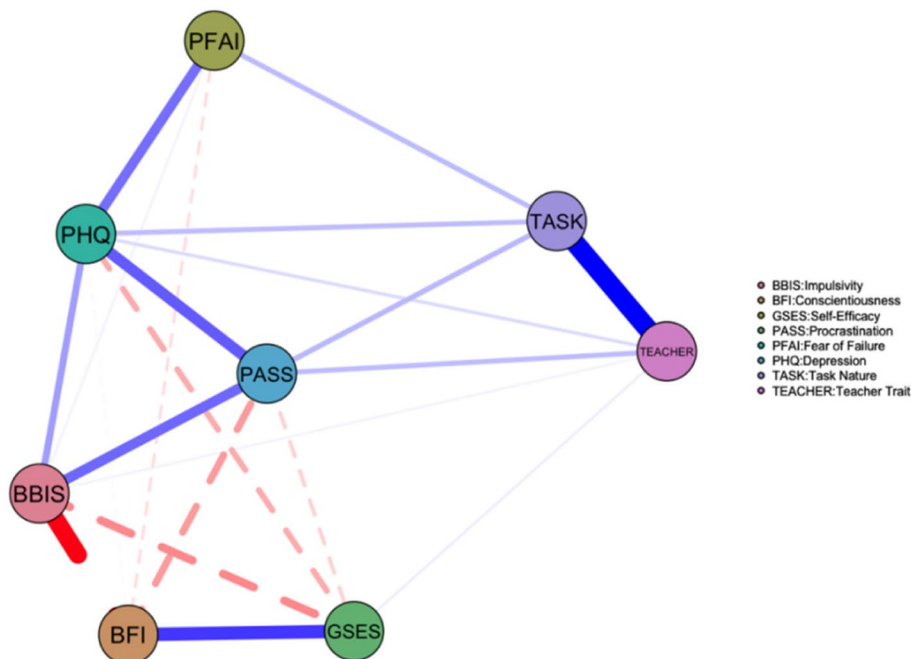 PFAI
TASK
PHQ
TEACHER
PASS
BBIS
BFI
GSES
BBIS:Impulsivity
BFI:Conscientiousness
GSES:Self-Efficacy
PASS:Procrastination
PFAI:Fear of Failure
PHQ:Depression
TASK:Task Nature
TEACHER:Teacher Trait